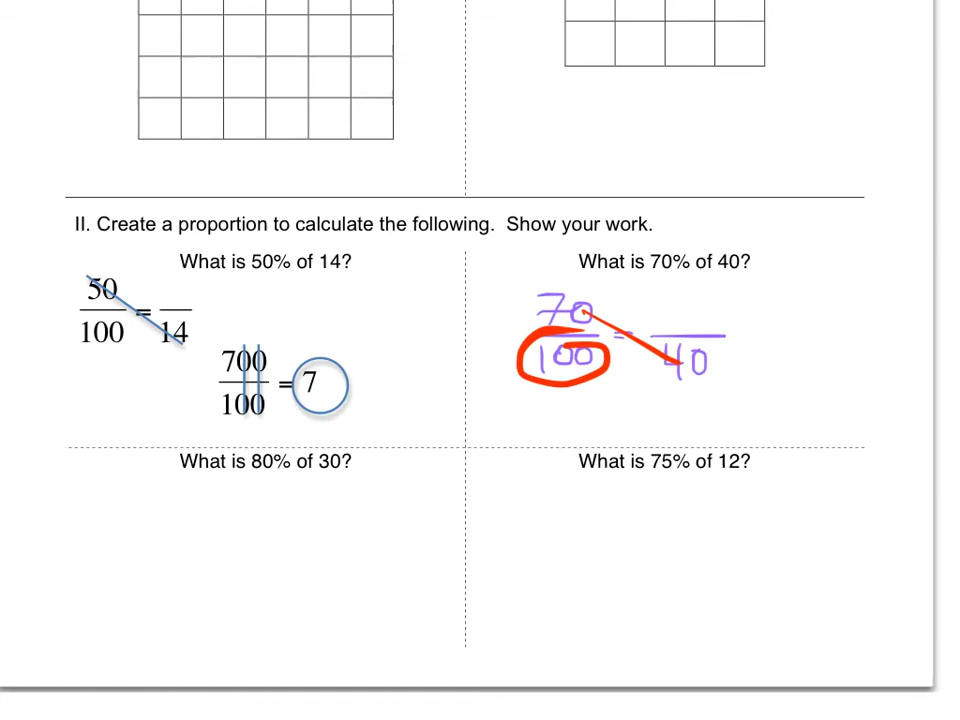 II. Create a proportion to calculate the following.  Show your work.
What is 50% of 14?
50
=
100 14
700
= 7
100
What is 70% of 40?
70
=
100 40
What is 80% of 30?
What is 75% of 12?